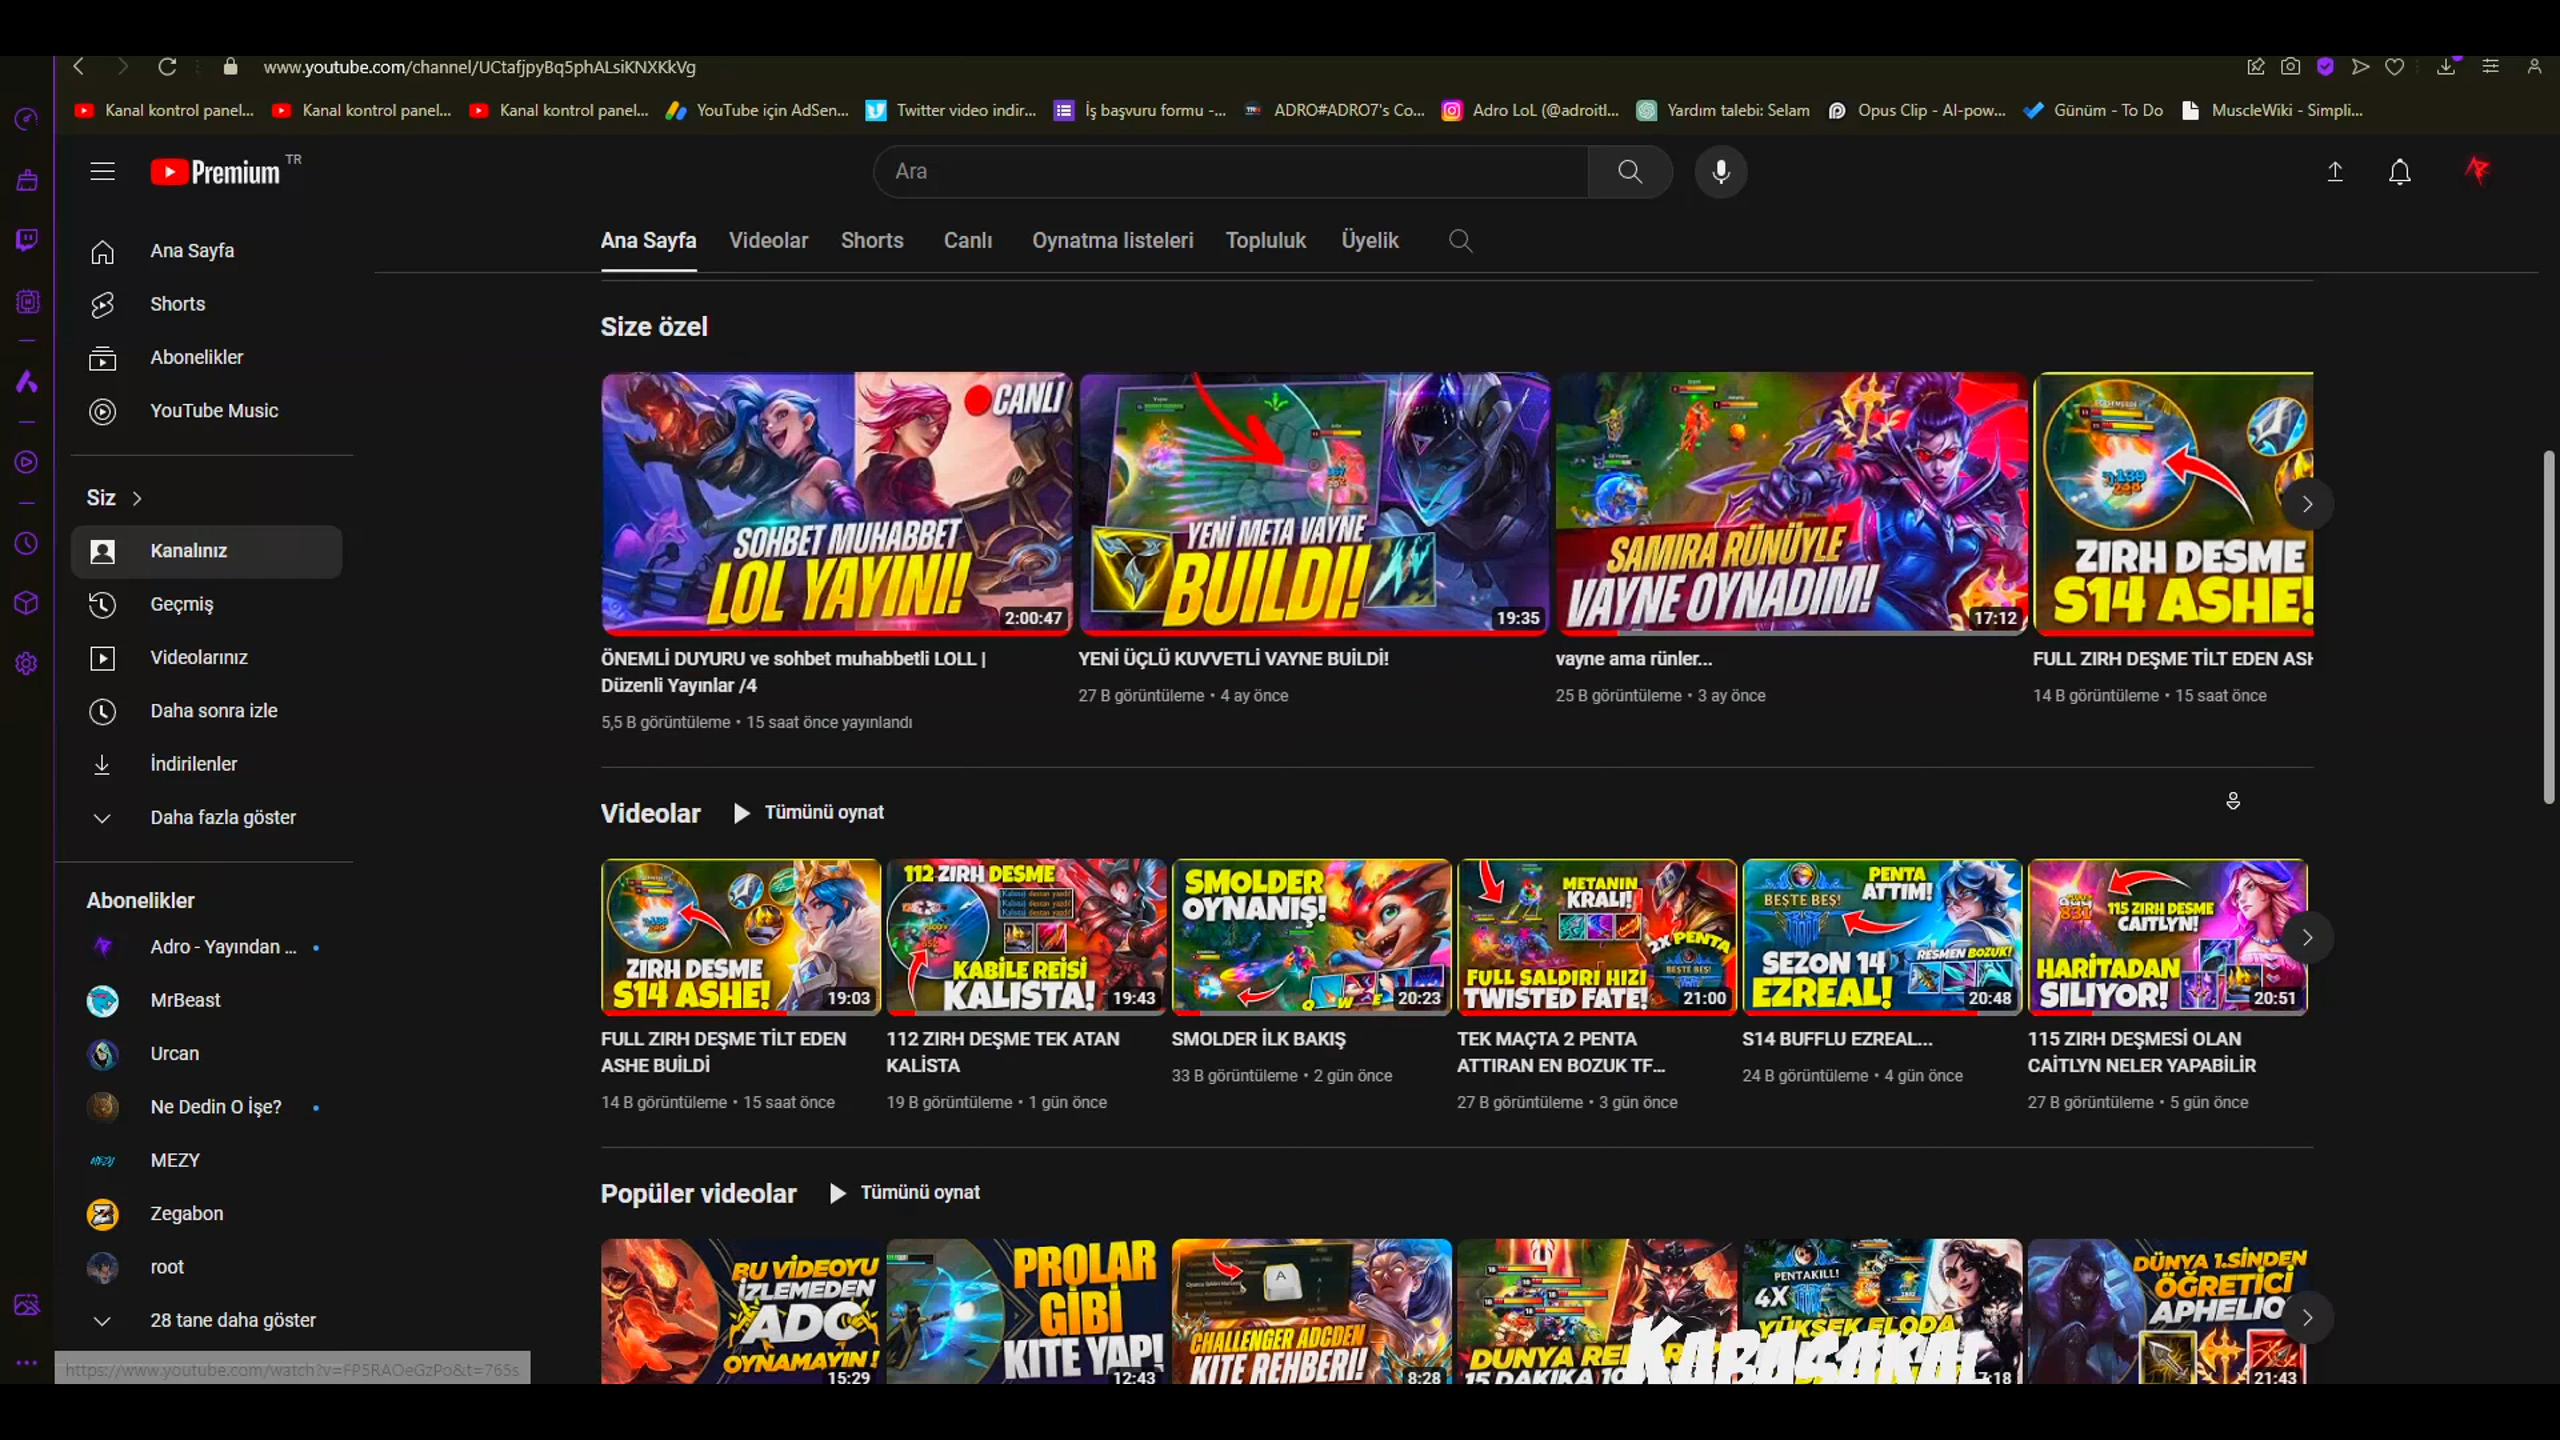 www.youtube.com/channel/UCtafjpyBq5phALsiKNXKkVg
Kanal kontrol panel...
Kanal kontrol panel...
Kanal kontrol panel...
YouTube için AdSen...
Twitter video indir...
İş başvuru formu -...
ADRO#ADRO7's Co...
Adro LoL (@adroitl...
Yardım talebi: Selam
Opus Clip - AI-pow...
Günüm - To Do
MuscleWiki - Simpli...
Premium TR
Ara
Ana Sayfa
Videolar
Shorts
Canlı
Oynatma listeleri
Topluluk
Üyelik
Ana Sayfa
Shorts
Abonelikler
YouTube Music
Siz
Kanalınız
Geçmiş
Videolarınız
Daha sonra izle
İndirilenler
Daha fazla göster
Abonelikler
Adro - Yayından ...
MrBeast
Urcan
Ne Dedin O İşe?
MEZY
Zegabon
root
28 tane daha göster
https://www.youtube.com/watch?v=FP5RAOeGzPo&t=765s
Size özel
CANLI
SOHBET MUHABBET
LOL YAYINI!
2:00:47
ÖNEMLİ DUYURU ve sohbet muhabbetli LOLL |
Düzenli Yayınlar /4
5,5 B görüntüleme • 15 saat önce yayınlandı
YENİ META VAYNE
BUILDI!
19:35
YENİ ÜÇLÜ KUVVETLİ VAYNE BUİLDİ!
27 B görüntüleme • 4 ay önce
SAMIRA RÜNÜYLE
VAYNE OYNADIM!
17:12
vayne ama rünler...
25 B görüntüleme • 3 ay önce
ZIRH DESME
S14 ASHE!
FULL ZIRH DEŞME TİLT EDEN ASH
14 B görüntüleme • 15 saat önce
Videolar
Tümünü oynat
ZIRH DESME
S14 ASHE!
19:03
FULL ZIRH DEŞME TİLT EDEN
ASHE BUİLDİ
14 B görüntüleme • 15 saat önce
112 ZIRH DESME
KABİLE REİSİ
KALISTA!
19:43
112 ZIRH DEŞME TEK ATAN
KALİSTA
19 B görüntüleme • 1 gün önce
SMOLDER
OYNANIŞ!
Q W E
20:23
SMOLDER İLK BAKIŞ
33 B görüntüleme • 2 gün önce
METANIN
KRALI!
2X PENTA
BEŞTE BEŞ!
FULL SALDIRI HIZI
TWISTED FATE!
21:00
TEK MAÇTA 2 PENTA
ATTIRAN EN BOZUK TF...
27 B görüntüleme • 3 gün önce
PENTA
ATTIM!
BEŞTE BEŞ!
RESMEN BOZUK!
SEZON 14
EZREAL!
20:48
S14 BUFFLU EZREAL...
24 B görüntüleme • 4 gün önce
831
115 ZIRH DESME
CAITLYN!
HARİTADAN
SILIYOR!
20:51
115 ZIRH DEŞMESİ OLAN
CAİTLYN NELER YAPABİLİR
27 B görüntüleme • 5 gün önce
Popüler videolar
Tümünü oynat
BU VİDEOYU
İZLEMEDEN
ADC
OYNAMAYIN!
15:29
PROLAR
GİBİ
KITE YAP!
12:43
A
CHALLENGER ADCDEN
KITE REHBERİ!
8:28
DUNYA
15 DAKIKA
PENTAKILL!
4X
YÜKSEK ELODA
KABASAKAL
DÜNYA 1.SİNDEN
ÖĞRETİCİ
APHELIO
21:43